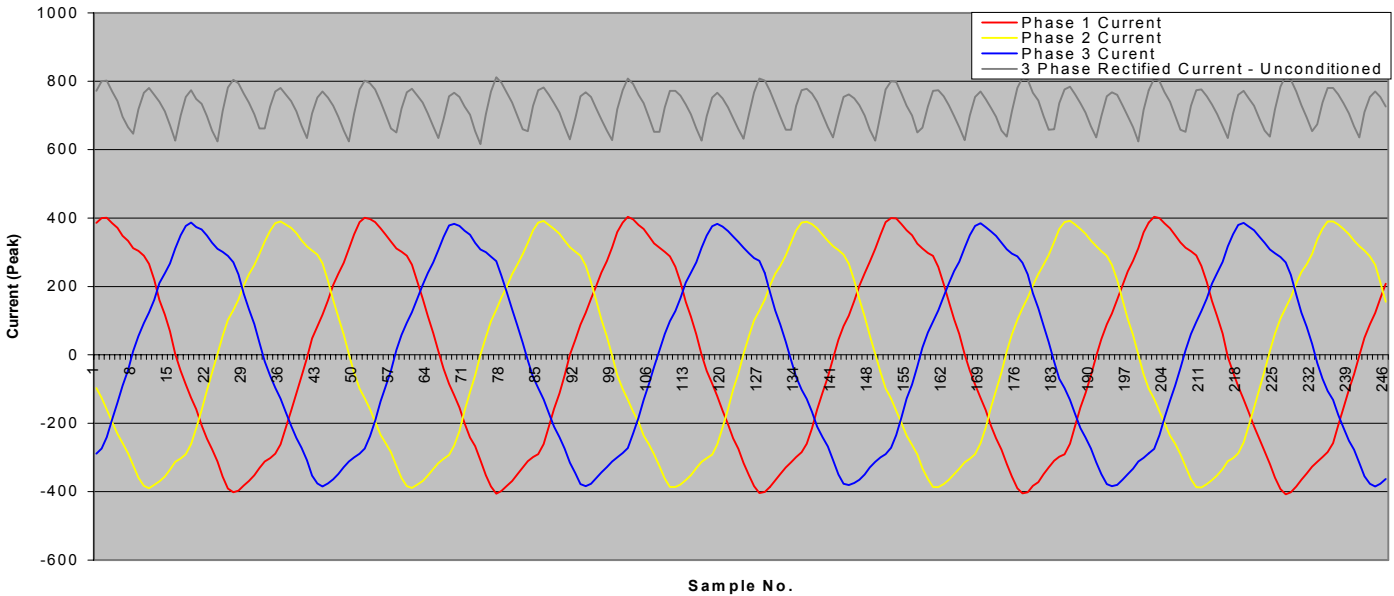 1000
800
600
400
200
0
-200
-400
-600
Current (Peak)
Phase 1 Current
Phase 2 Current
Phase 3 Curent
3 Phase Rectified Current - Unconditioned
1 8 15 22 29 36 43 50 57 64 71 78 85 92 99 106 113 120 127 134 141 148 155 162 169 176 183 190 197 204 211 218 225 232 239 246
Sample No.